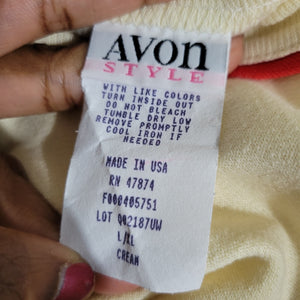 AVON
STYLE
WITH LIKE COLORS
TURN INSIDE OUT
DO NOT BLEACH
TUMBLE DRY LOW
REMOVE PROMPTLY
COOL IRON IF
NEEDED
MADE IN USA
RN 47874
F000405751
LOT QQ2187UW
L/XL
CREAM